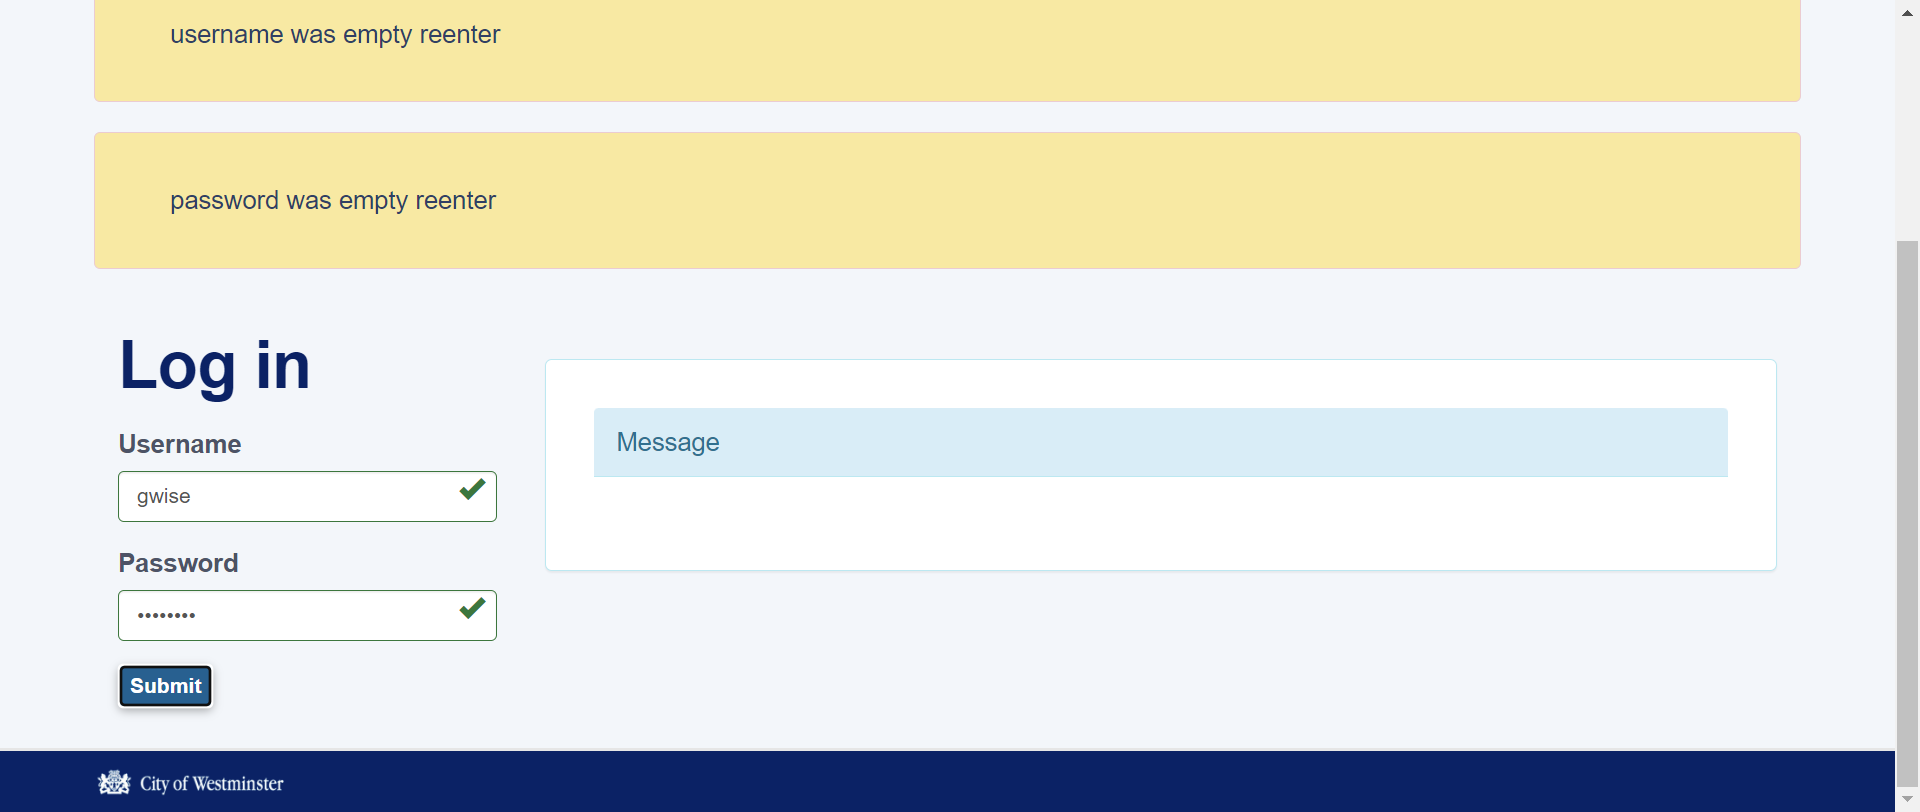 username was empty reenter
password was empty reenter
Log in
Username
gwise
Message
Password
••••••••
Submit
City of Westminster